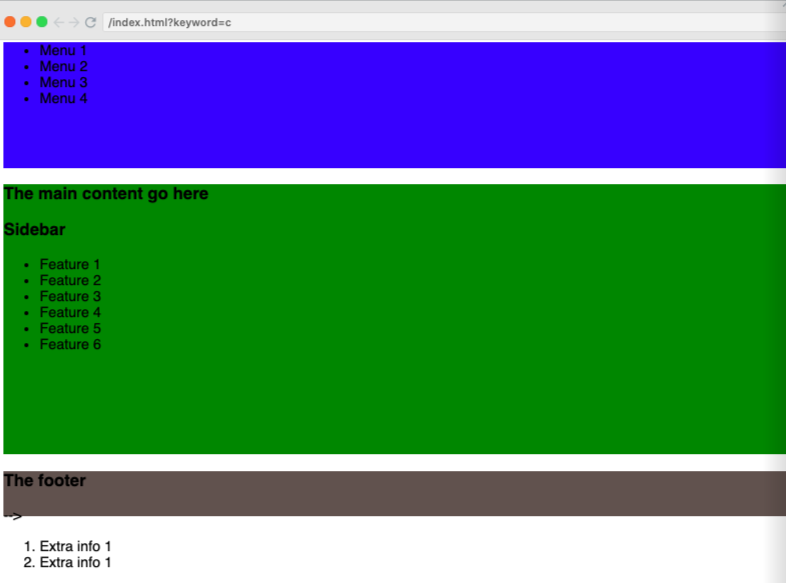 /index.html?keyword=c
Menu 1
Menu 2
Menu 3
Menu 4
The main content go here
Sidebar
Feature 1
Feature 2
Feature 3
Feature 4
Feature 5
Feature 6
The footer
-->
1. Extra info 1
2. Extra info 1